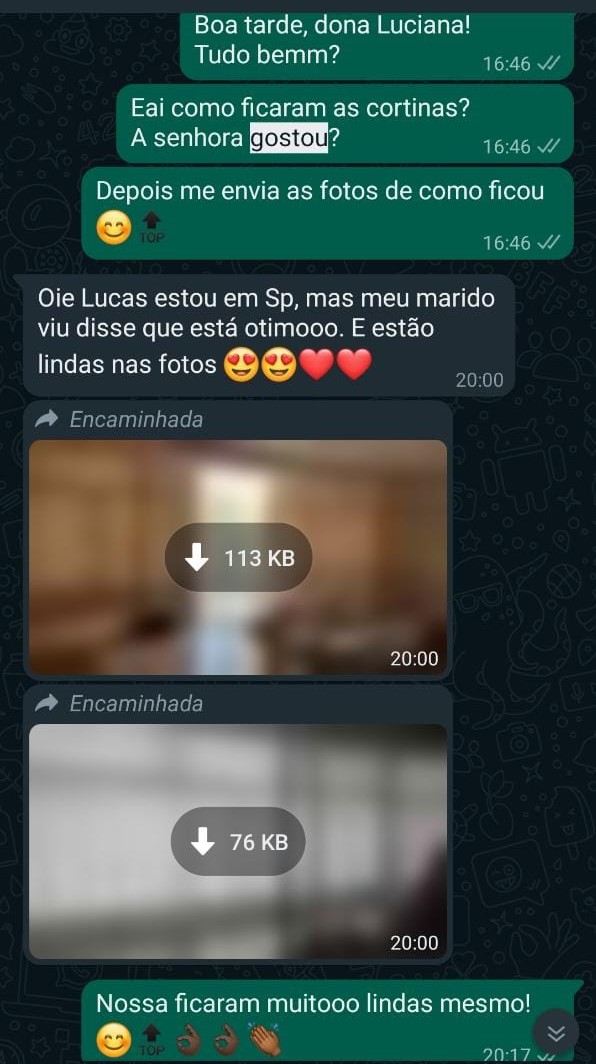 Boa tarde, dona Luciana!
Tudo bemm?
16:46
Eai como ficaram as cortinas?
A senhora gostou?
16:46
Depois me envia as fotos de como ficou
😊 🔝
16:46
Oie Lucas estou em Sp, mas meu marido
viu disse que está otimooo. E estão
lindas nas fotos 😍😍❤️❤️
20:00
Encaminhada
113 KB
20:00
Encaminhada
76 KB
20:00
Nossa ficaram muitooo lindas mesmo!
😊 🔝 👌🏿👌🏿👏🏾
20:17